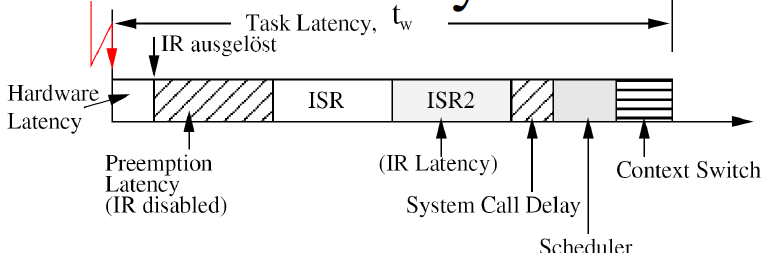 y
Task Latency, tw
IR ausgelöst
Hardware
Latency
ISR
ISR2
Preemption
Latency
(IR disabled)
(IR Latency)
System Call Delay
Context Switch
Scheduler